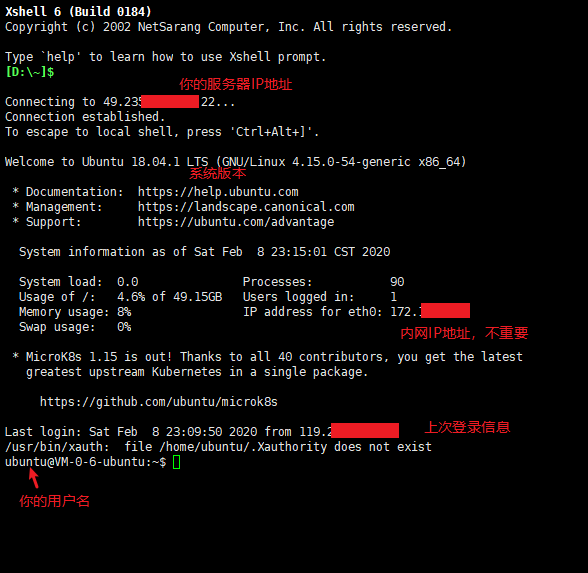 Xshell 6 (Build 0184)
Copyright (c) 2002 NetSarang Computer, Inc. All rights reserved.
Type `help' to learn how to use Xshell prompt.
[D:\~]$
你的服务器IP地址
Connecting to 49.235 22...
Connection established.
To escape to local shell, press 'Ctrl+Alt+]'.
Welcome to Ubuntu 18.04.1 LTS (GNU/Linux 4.15.0-54-generic x86_64)
系统版本
* Documentation: https://help.ubuntu.com
* Management: https://landscape.canonical.com
* Support: https://ubuntu.com/advantage
System information as of Sat Feb 8 23:15:01 CST 2020
System load: 0.0 Processes: 90
Usage of /: 4.6% of 49.15GB Users logged in: 1
Memory usage: 8% IP address for eth0: 172.
Swap usage: 0%
内网IP地址，不重要
* MicroK8s 1.15 is out! Thanks to all 40 contributors, you get the latest
greatest upstream Kubernetes in a single package.
https://github.com/ubuntu/microk8s
Last login: Sat Feb 8 23:09:50 2020 from 119.2
上次登录信息
/usr/bin/xauth: file /home/ubuntu/.Xauthority does not exist
ubuntu@VM-0-6-ubuntu:~$
你的用户名